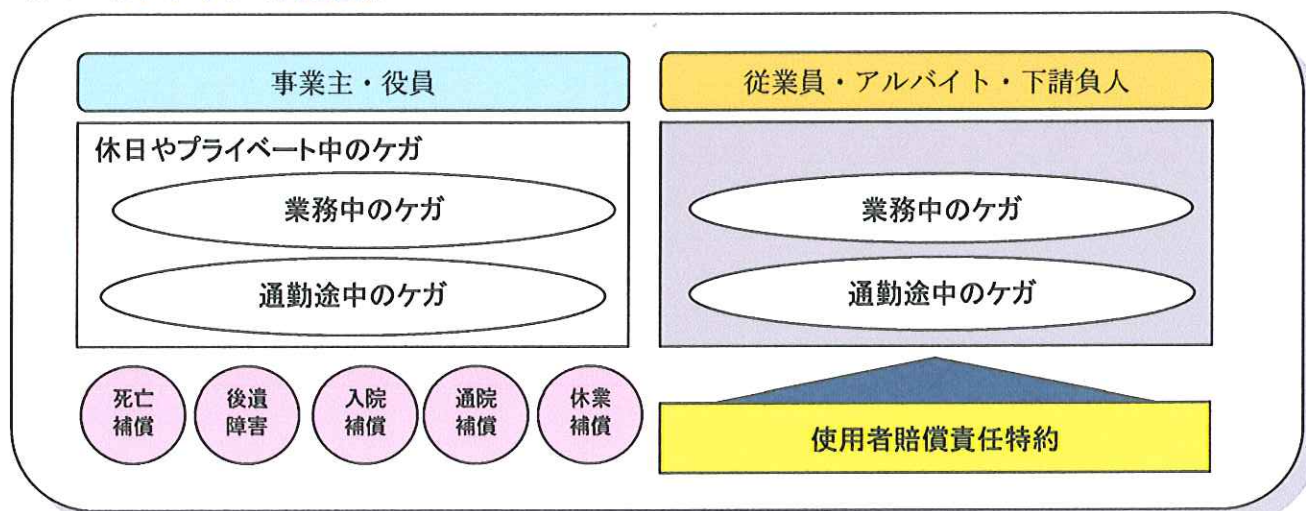 事業主・役員
従業員・アルバイト・下請負人
休日やプライベート中のケガ
業務中のケガ
通勤途中のケガ
業務中のケガ
通勤途中のケガ
死亡
補償
後遺
障害
入院
補償
通院
補償
休業
補償
使用者賠償責任特約